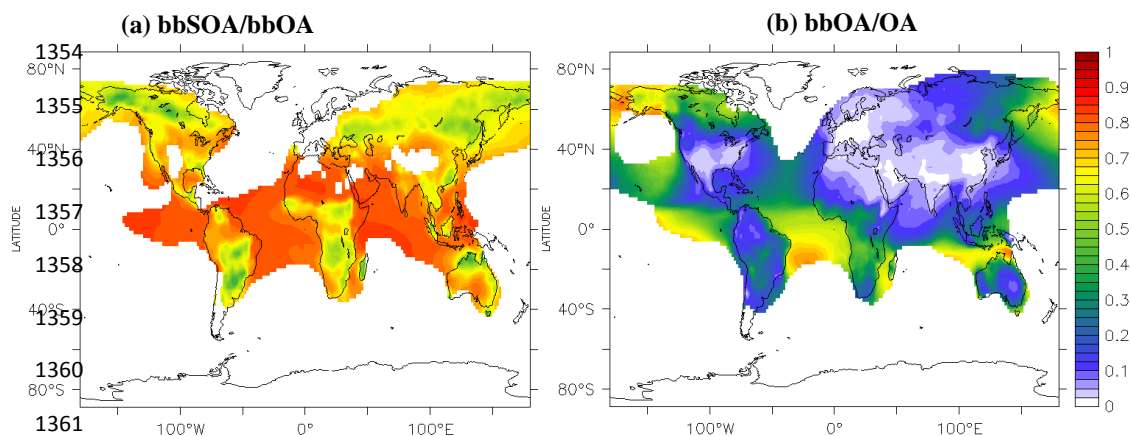 (a) bbSOA/bbOA
(b) bbOA/OA
1354
1355
1356
1357
1358
1359
1360
1361
80°N
40°N
0°
40°S
80°S
LATITUDE
100°W 0° 100°E
80°N
40°N
0°
40°S
80°S
LATITUDE
100°W 0° 100°E
1
0.9
0.8
0.7
0.6
0.5
0.4
0.3
0.2
0.1
0